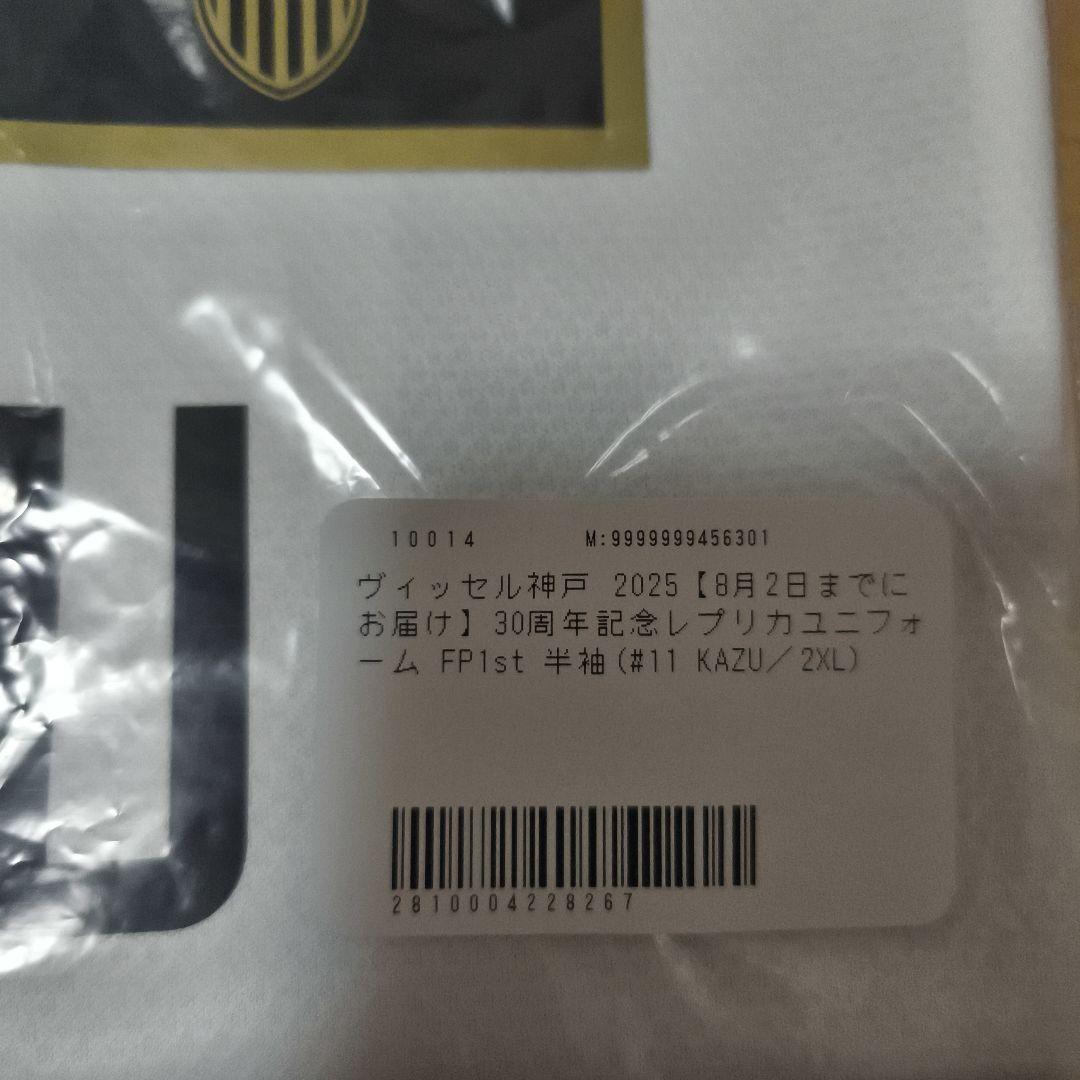 10014 M:9999999456301
ヴィッセル神戸 2025【8月2日までに
お届け】30周年記念レプリカユニフォ
ーム FP1st 半袖(#11 KAZU／2XL)
2810004228267